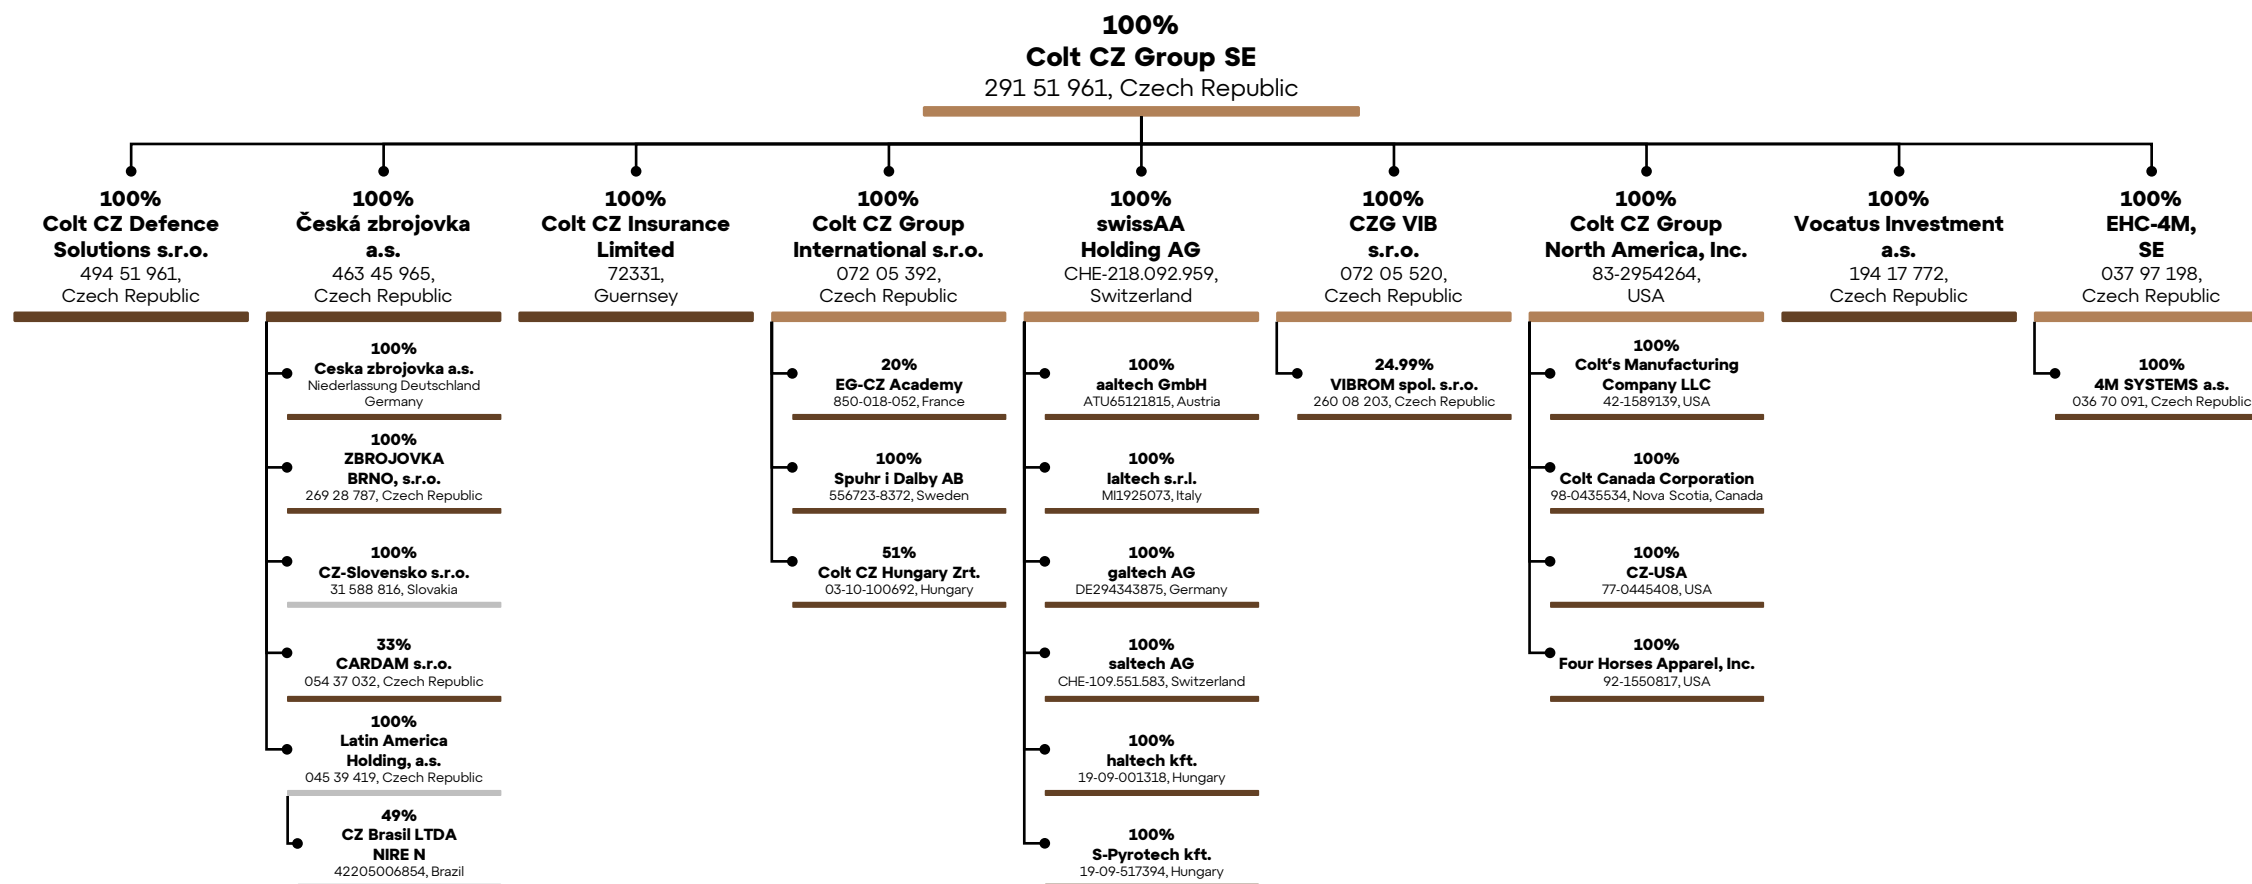 100%
Colt CZ Group SE
291 51 961, Czech Republic
100%
Colt CZ Defence
Solutions s.r.o.
494 51 961,
Czech Republic
100%
Česká zbrojovka
a.s.
463 45 965,
Czech Republic
100%
Ceska zbrojovka a.s.
Niederlassung Deutschland
Germany
100%
ZBROJOVKA
BRNO, s.r.o.
269 28 787, Czech Republic
100%
CZ-Slovensko s.r.o.
31 588 816, Slovakia
33%
CARDAM s.r.o.
054 37 032, Czech Republic
100%
Latin America
Holding, a.s.
045 39 419, Czech Republic
49%
CZ Brasil LTDA
NIRE N
42205006854, Brazil
100%
Colt CZ Insurance
Limited
72331,
Guernsey
100%
Colt CZ Group
International s.r.o.
072 05 392,
Czech Republic
20%
EG-CZ Academy
850-018-052, France
100%
Spuhr i Dalby AB
556723-8372, Sweden
51%
Colt CZ Hungary Zrt.
03-10-100692, Hungary
100%
swissAA
Holding AG
CHE-218.092.959,
Switzerland
100%
aaltech GmbH
ATU65121815, Austria
100%
Ialtech s.r.l.
MI1925073, Italy
100%
galtech AG
DE294343875, Germany
100%
saltech AG
CHE-109.551.583, Switzerland
100%
haltech kft.
19-09-001318, Hungary
100%
S-Pyrotech kft.
19-09-517394, Hungary
100%
CZG VIB
s.r.o.
072 05 520,
Czech Republic
24.99%
VIBROM spol. s.r.o.
260 08 203, Czech Republic
100%
Colt CZ Group
North America, Inc.
83-2954264,
USA
100%
Colt‘s Manufacturing
Company LLC
42-1589139, USA
100%
Colt Canada Corporation
98-0435534, Nova Scotia, Canada
100%
CZ-USA
77-0445408, USA
100%
Four Horses Apparel, Inc.
92-1550817, USA
100%
Vocatus Investment
a.s.
194 17 772,
Czech Republic
100%
EHC-4M,
SE
037 97 198,
Czech Republic
100%
4M SYSTEMS a.s.
036 70 091, Czech Republic